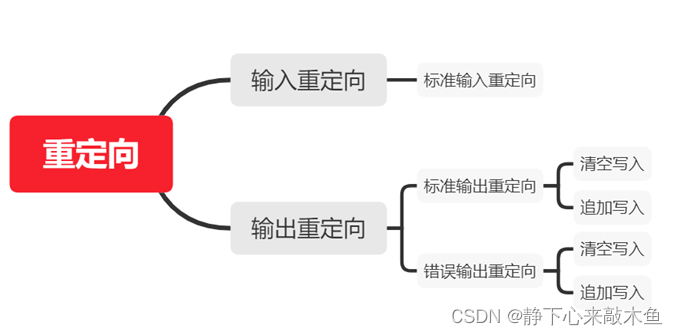 重定向
输入重定向
标准输入重定向
输出重定向
标准输出重定向
清空写入
追加写入
错误输出重定向
清空写入
追加写入
CSDN @静下心来敲木鱼